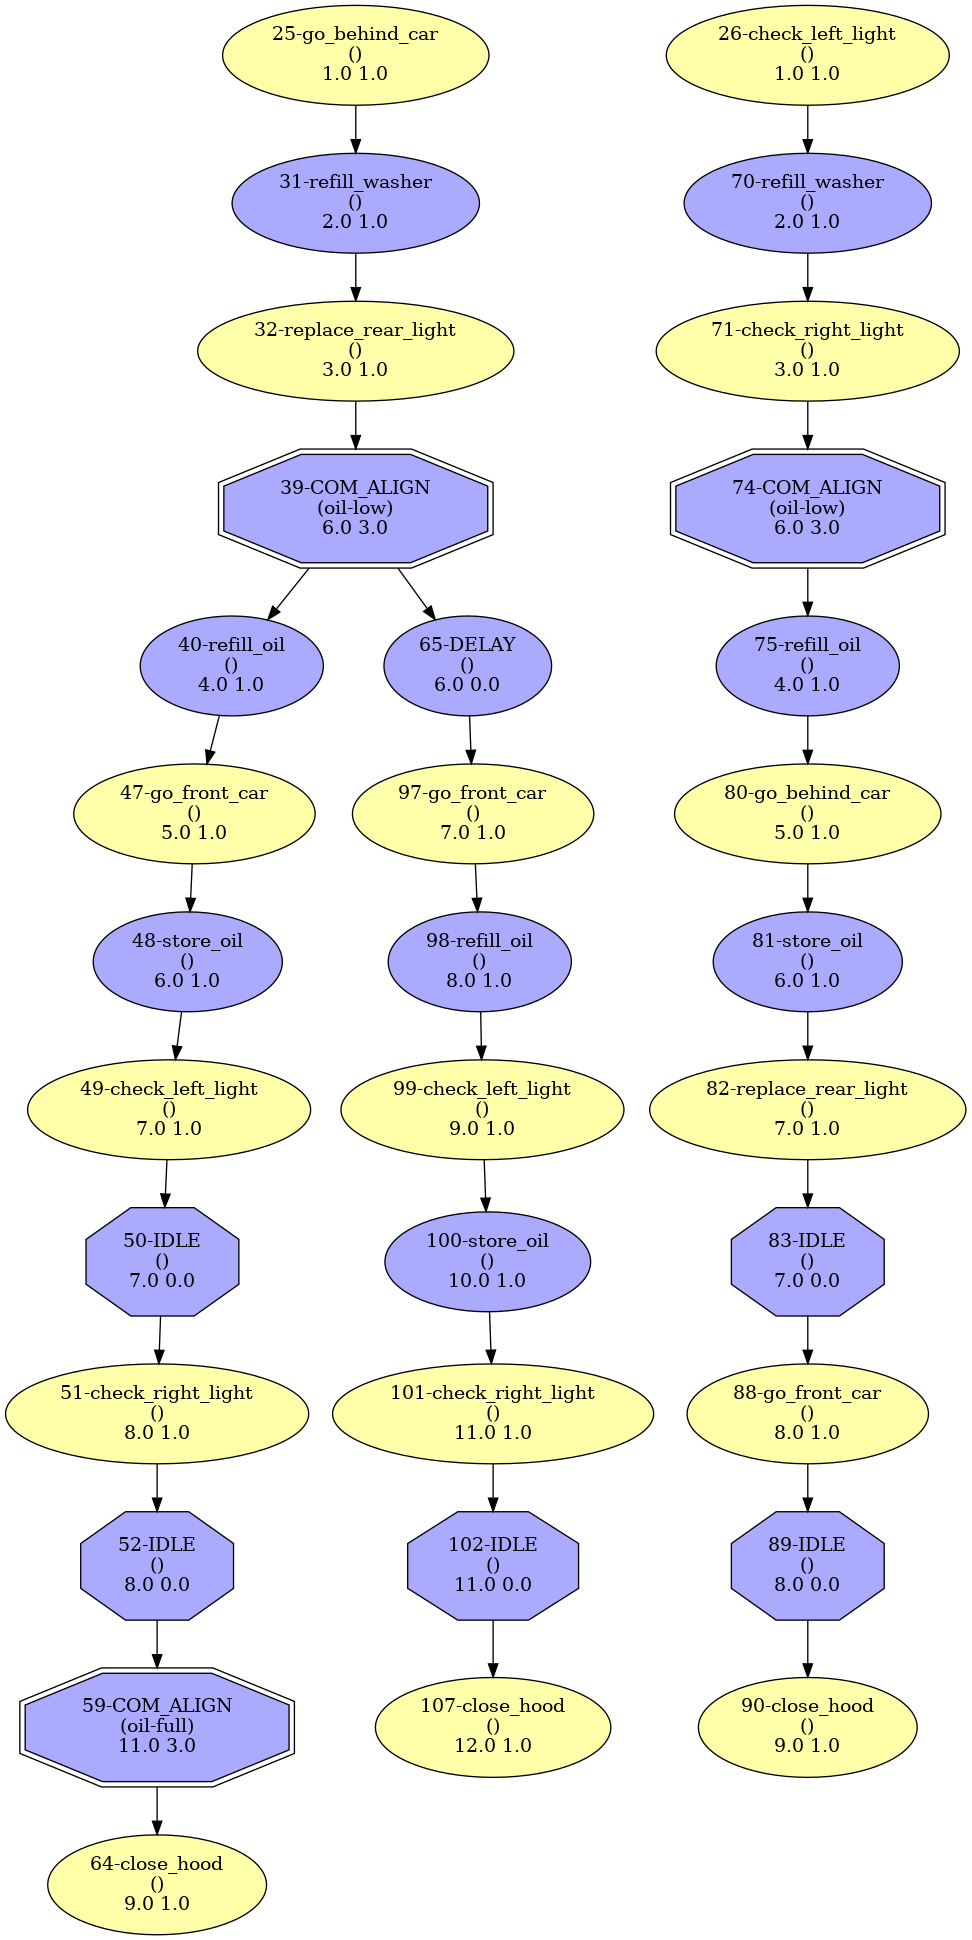 25-go_behind_car
()
1.0 1.0
26-check_left_light
()
1.0 1.0
31-refill_washer
()
2.0 1.0
70-refill_washer
()
2.0 1.0
32-replace_rear_light
()
3.0 1.0
71-check_right_light
()
3.0 1.0
39-COM_ALIGN
(oil-low)
6.0 3.0
74-COM_ALIGN
(oil-low)
6.0 3.0
40-refill_oil
()
4.0 1.0
65-DELAY
()
6.0 0.0
75-refill_oil
()
4.0 1.0
47-go_front_car
()
5.0 1.0
97-go_front_car
()
7.0 1.0
80-go_behind_car
()
5.0 1.0
48-store_oil
()
6.0 1.0
98-refill_oil
()
8.0 1.0
81-store_oil
()
6.0 1.0
49-check_left_light
()
7.0 1.0
99-check_left_light
()
9.0 1.0
82-replace_rear_light
()
7.0 1.0
50-IDLE
()
7.0 0.0
100-store_oil
()
10.0 1.0
83-IDLE
()
7.0 0.0
51-check_right_light
()
8.0 1.0
101-check_right_light
()
11.0 1.0
88-go_front_car
()
8.0 1.0
52-IDLE
()
8.0 0.0
102-IDLE
()
11.0 0.0
89-IDLE
()
8.0 0.0
59-COM_ALIGN
(oil-full)
11.0 3.0
107-close_hood
()
12.0 1.0
90-close_hood
()
9.0 1.0
64-close_hood
()
9.0 1.0